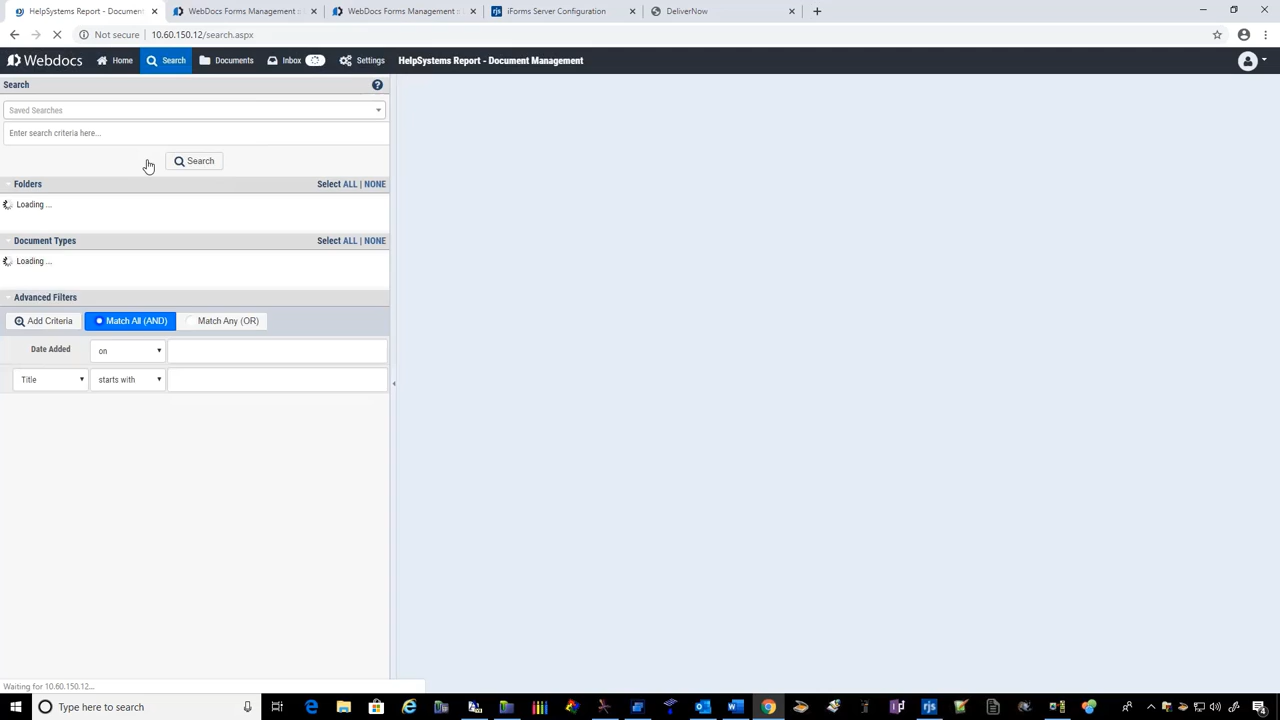 HelpSystems Report - Document
WebDocs Forms Management ::
WebDocs Forms Management ::
rjs iForms Server Configuration
DeliverNow
Not secure | 10.60.150.12/search.aspx
Webdocs Home Search Documents Inbox Settings HelpSystems Report - Document Management
Search
Saved Searches
Enter search criteria here...
Search
Folders Select ALL | NONE
Loading ...
Document Types Select ALL | NONE
Loading ...
Advanced Filters
Add Criteria Match All (AND) Match Any (OR)
Date Added on
Title starts with
Waiting for 10.60.150.12...
Type here to search